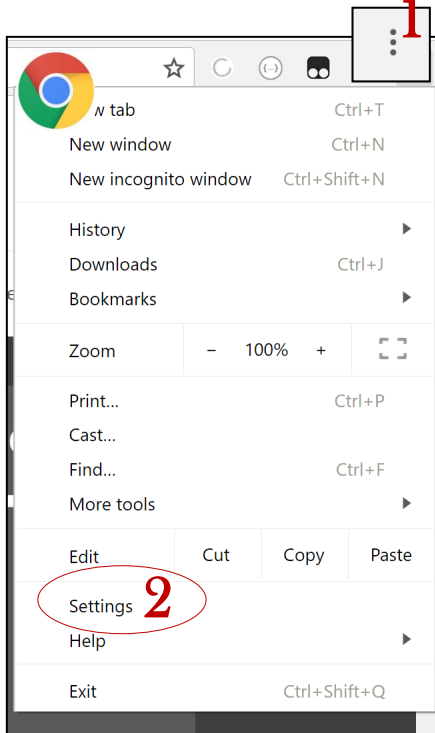 1
w tab Ctrl+T
New window Ctrl+N
New incognito window Ctrl+Shift+N
History
Downloads Ctrl+J
Bookmarks
Zoom – 100% +
Print... Ctrl+P
Cast...
Find... Ctrl+F
More tools
Edit Cut Copy Paste
Settings 2
Help
Exit Ctrl+Shift+Q